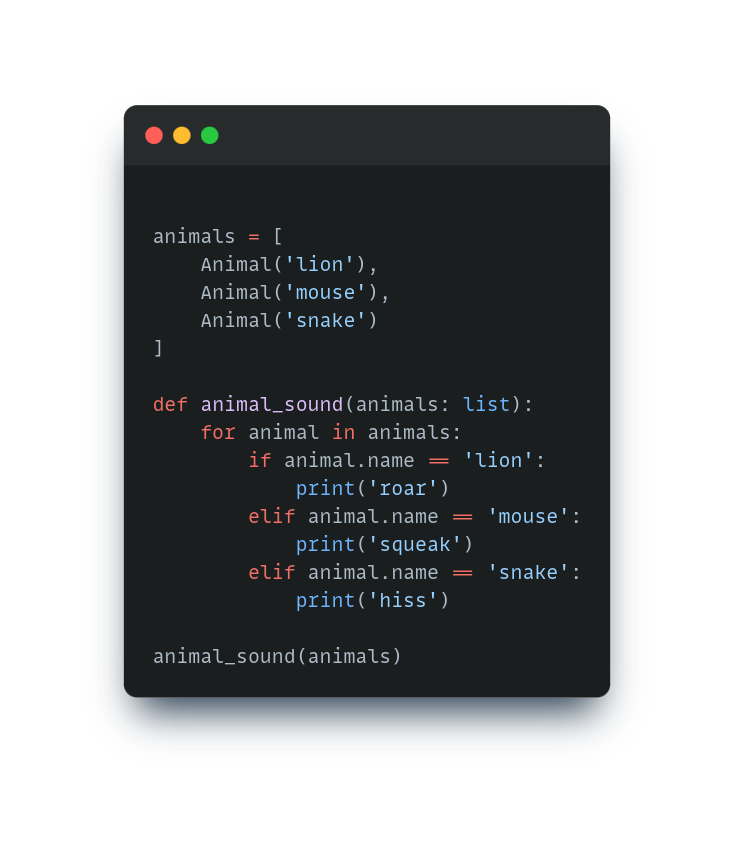 animals = [
    Animal('lion'),
    Animal('mouse'),
    Animal('snake')
]

def animal_sound(animals: list):
    for animal in animals:
        if animal.name == 'lion':
            print('roar')
        elif animal.name == 'mouse':
            print('squeak')
        elif animal.name == 'snake':
            print('hiss')

animal_sound(animals)